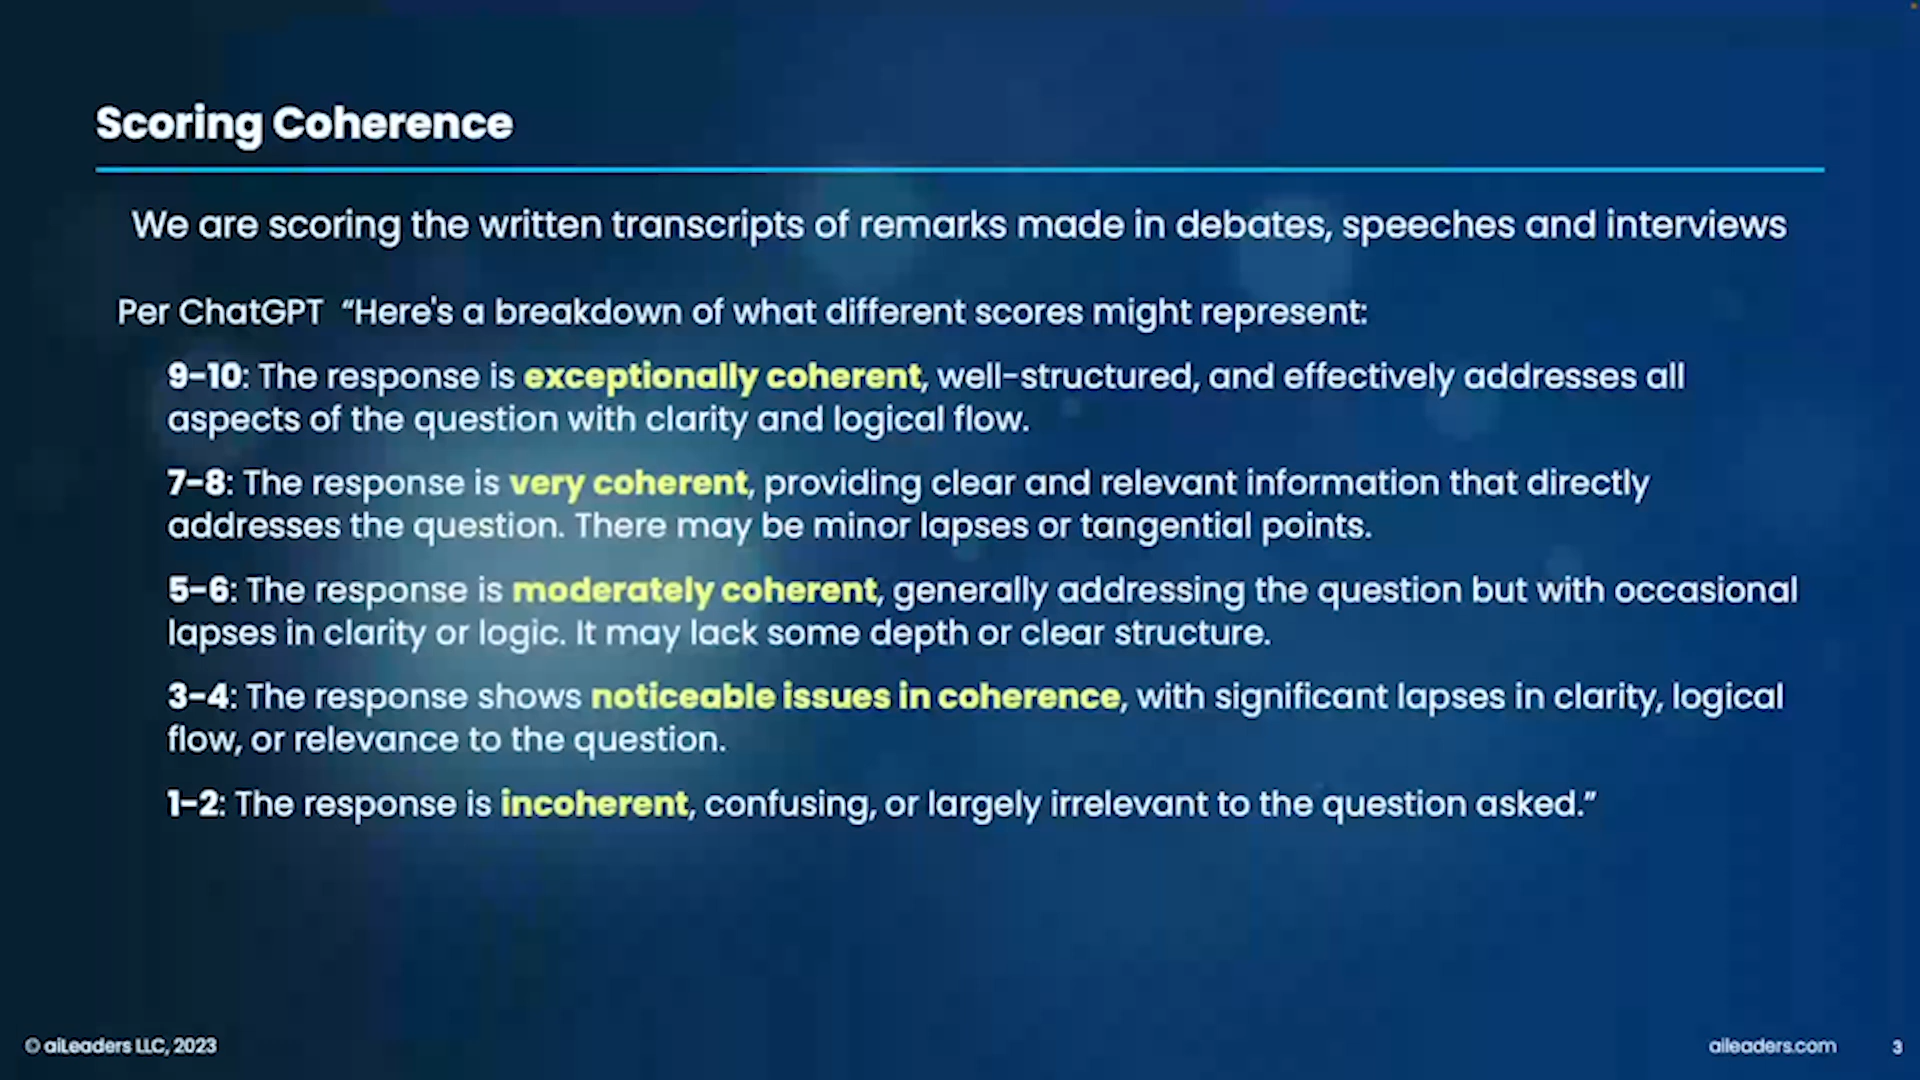 Scoring Coherence
We are scoring the written transcripts of remarks made in debates, speeches and interviews
Per ChatGPT “Here's a breakdown of what different scores might represent:
9-10: The response is exceptionally coherent, well-structured, and effectively addresses all
aspects of the question with clarity and logical flow.
7-8: The response is very coherent, providing clear and relevant information that directly
addresses the question. There may be minor lapses or tangential points.
5-6: The response is moderately coherent, generally addressing the question but with occasional
lapses in clarity or logic. It may lack some depth or clear structure.
3-4: The response shows noticeable issues in coherence, with significant lapses in clarity, logical
flow, or relevance to the question.
1-2: The response is incoherent, confusing, or largely irrelevant to the question asked.”
© aiLeaders LLC, 2023
aileaders.com
3